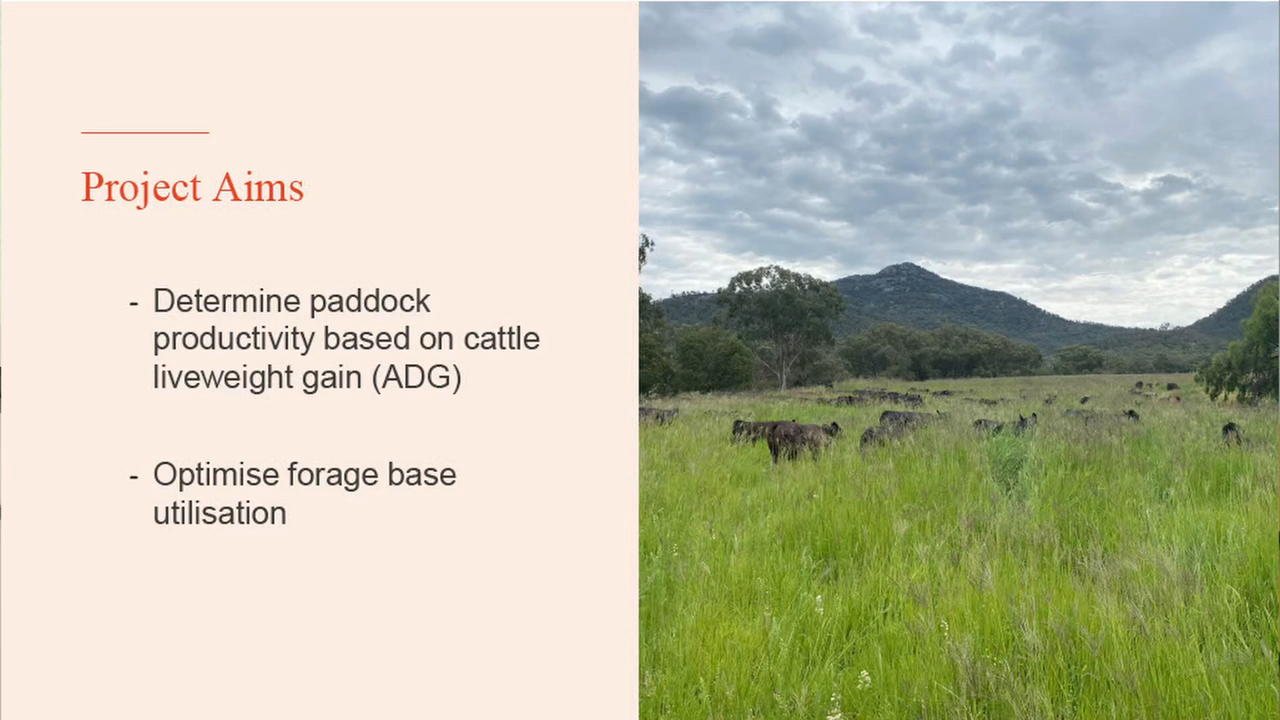 Project Aims
- Determine paddock
productivity based on cattle
liveweight gain (ADG)
- Optimise forage base
utilisation